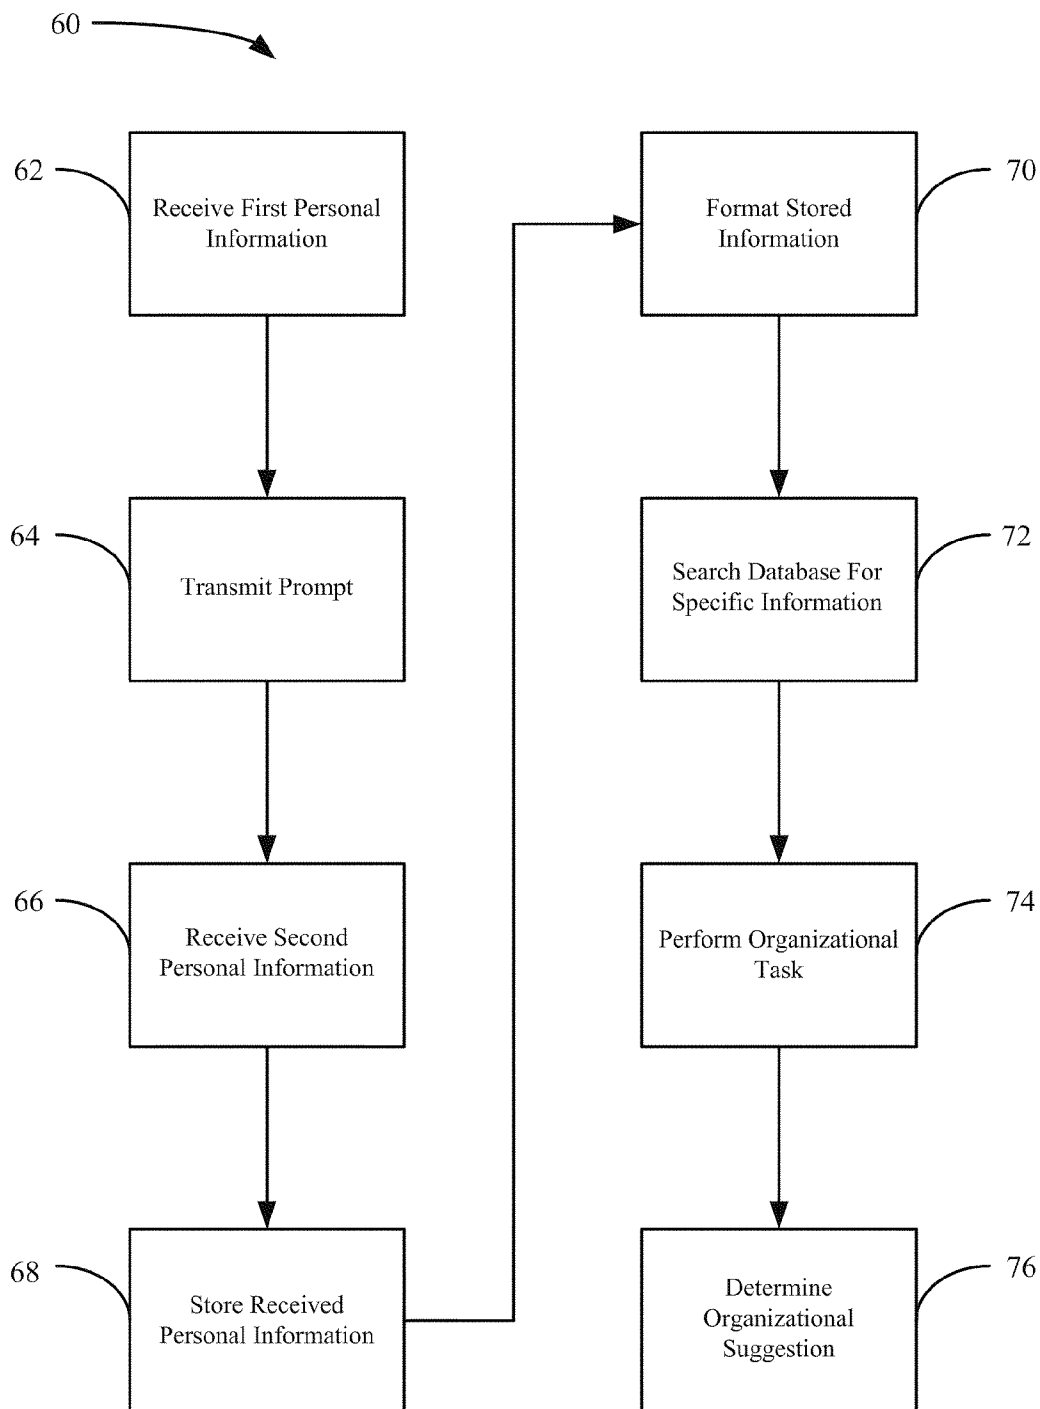 60
62
Receive First Personal
Information
64
Transmit Prompt
66
Receive Second
Personal Information
68
Store Received
Personal Information
70
Format Stored
Information
72
Search Database For
Specific Information
74
Perform Organizational
Task
76
Determine
Organizational
Suggestion